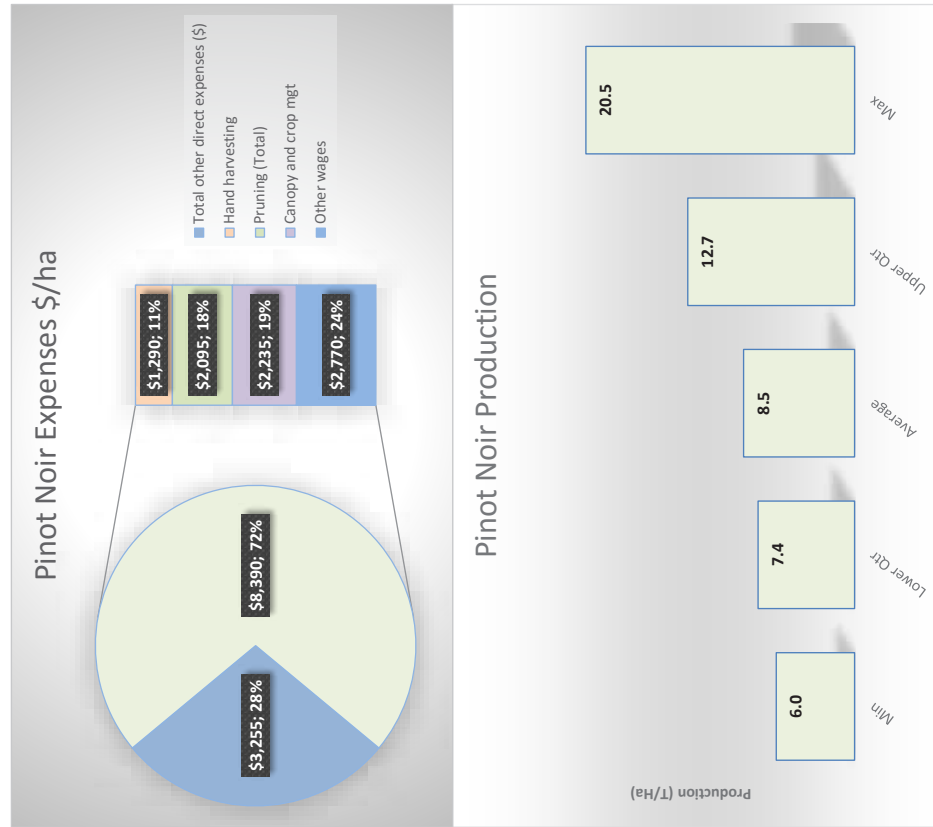 Pinot Noir Expenses $/ha
$3,255; 28%
$8,390; 72%
$1,290; 11%
$2,095; 18%
$2,235; 19%
$2,770; 24%
Total other direct expenses ($)
Hand harvesting
Pruning (Total)
Canopy and crop mgt
Other wages
Pinot Noir Production
Production (T/Ha)
6.0
7.4
8.5
12.7
20.5
Min
Lower Qtr
Average
Upper Qtr
Max